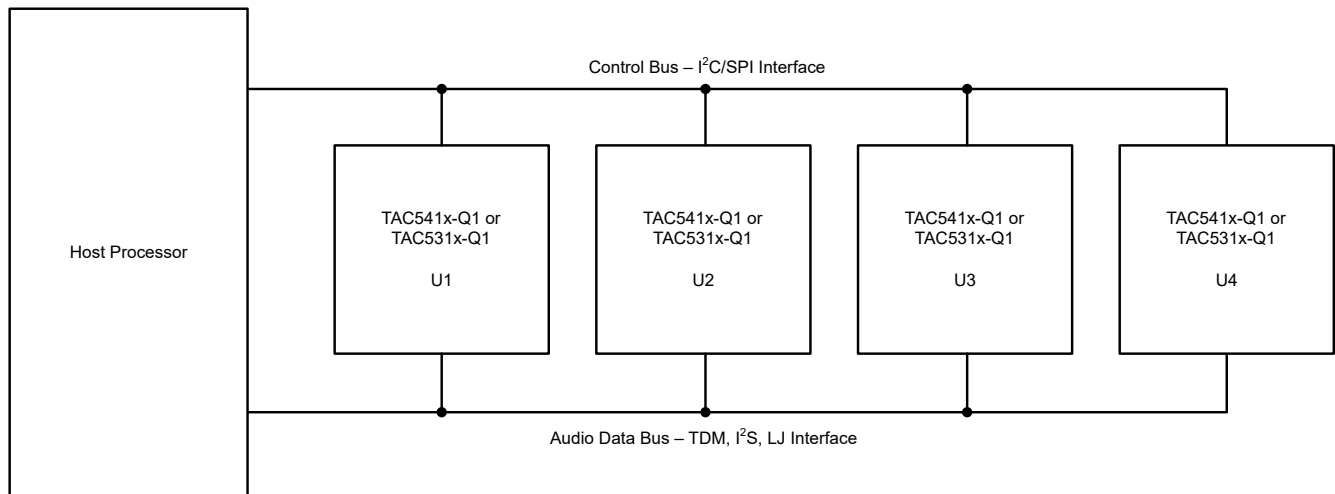 Control Bus – I²C/SPI Interface
Host Processor
TAC541x-Q1 or
TAC531x-Q1
U1
TAC541x-Q1 or
TAC531x-Q1
U2
TAC541x-Q1 or
TAC531x-Q1
U3
TAC541x-Q1 or
TAC531x-Q1
U4
Audio Data Bus – TDM, I²S, LJ Interface